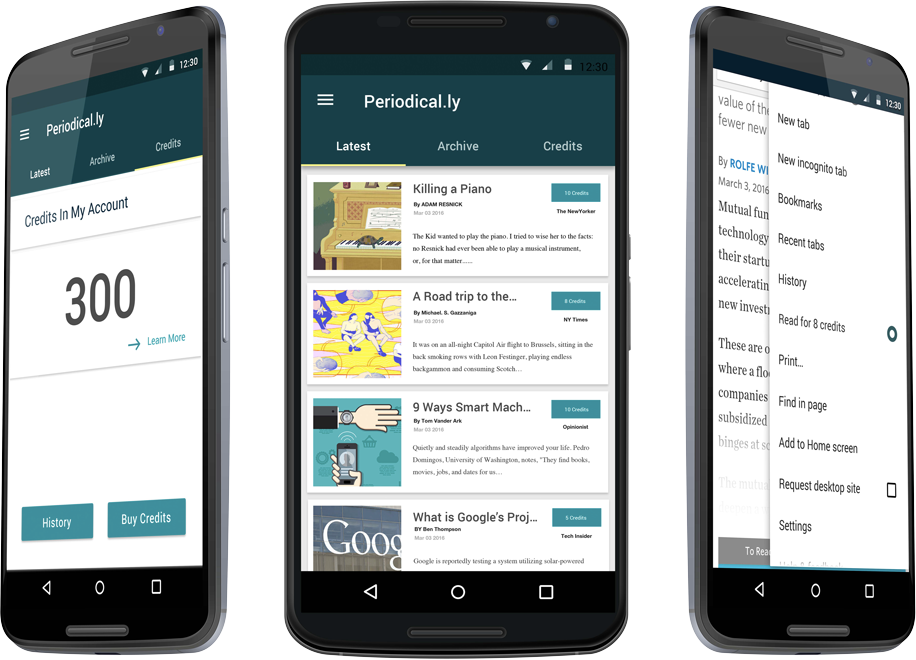 12:30
Periodical.ly
Latest
Archive
Credits
Credits In My Account
300
Learn More
History
Buy Credits
12:30
Periodical.ly
Latest
Archive
Credits
Killing a Piano
10 Credits
By ADAM RESNICK
Mar 03 2016
The NewYorker
The Kid wanted to play the piano. I tried to wise her to the facts:
no Resnick had ever been able to play a musical instrument,
or, for that matter......
A Road trip to the...
8 Credits
By Michael. S. Gazzaniga
Mar 03 2016
NY Times
It was on an all-night Capitol Air flight to Brussels, sitting in the
back smoking rows with Leon Festinger, playing endless
backgammon and consuming Scotch…
9 Ways Smart Mach...
10 Credits
By Tom Vander Ark
Mar 03 2016
Opinionist
Quietly and steadily algorithms have improved your life. Pedro
Domingos, University of Washington, notes, "They find books,
movies, jobs, and dates for us…
What is Google's Proj...
5 Credits
BY Ben Thompson
Mar 03 2016
Tech Insider
Goog
Google is reportedly testing a system utilizing solar-powered
12:30
value of the
fewer new
By ROLFE WI
March 3, 2016
Mutual fun
technology
their startu
acceleratin
new invest
These are o
where a flo
companies
subsidized
binges at so
The mutua
To Read
New tab
New incognito tab
Bookmarks
Recent tabs
History
Read for 8 credits
Print...
Find in page
Add to Home screen
Request desktop site
Settings